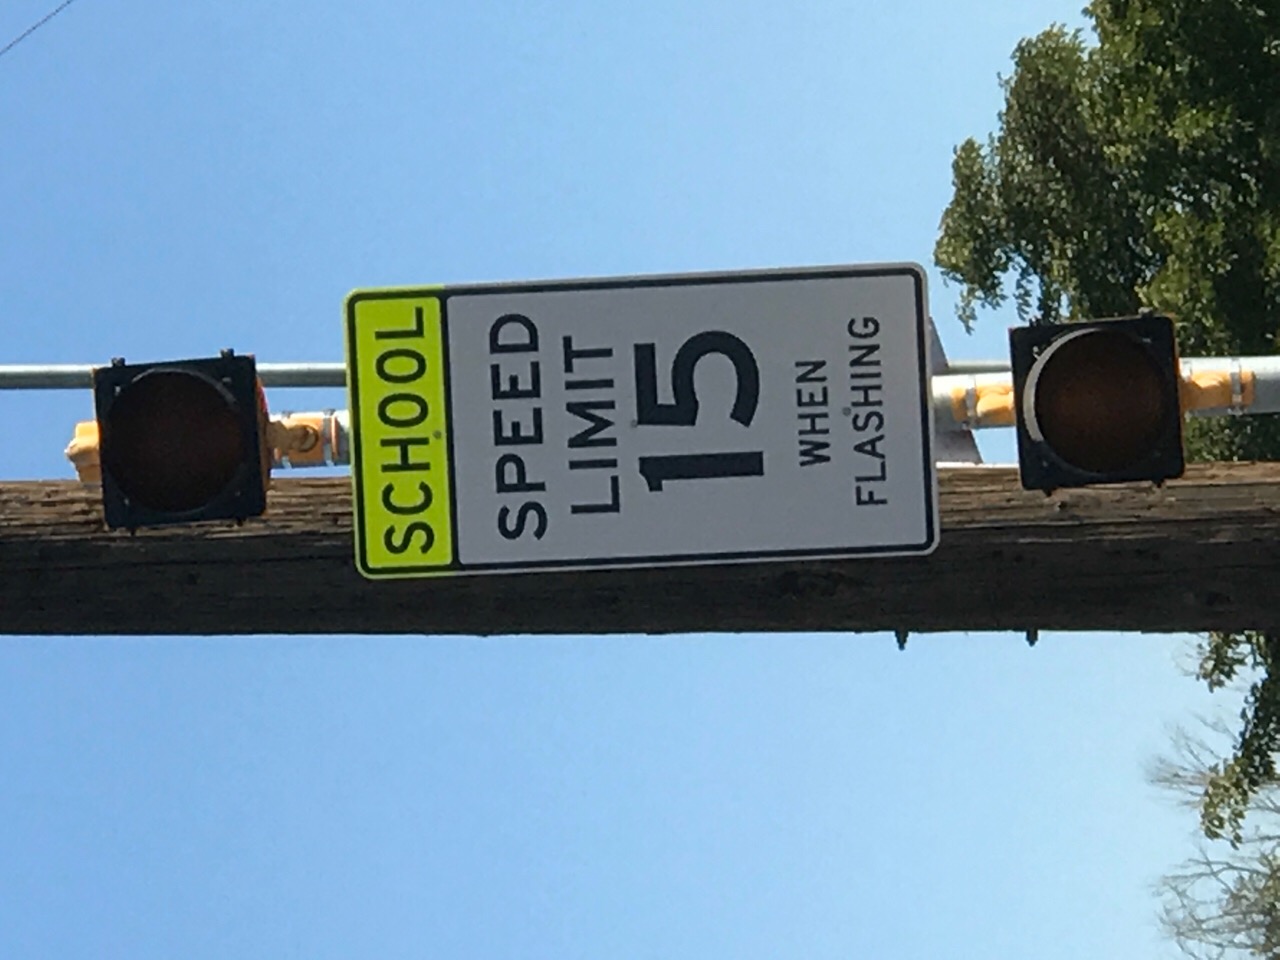 SCHOOL
SPEED
LIMIT
15
WHEN
FLASHING